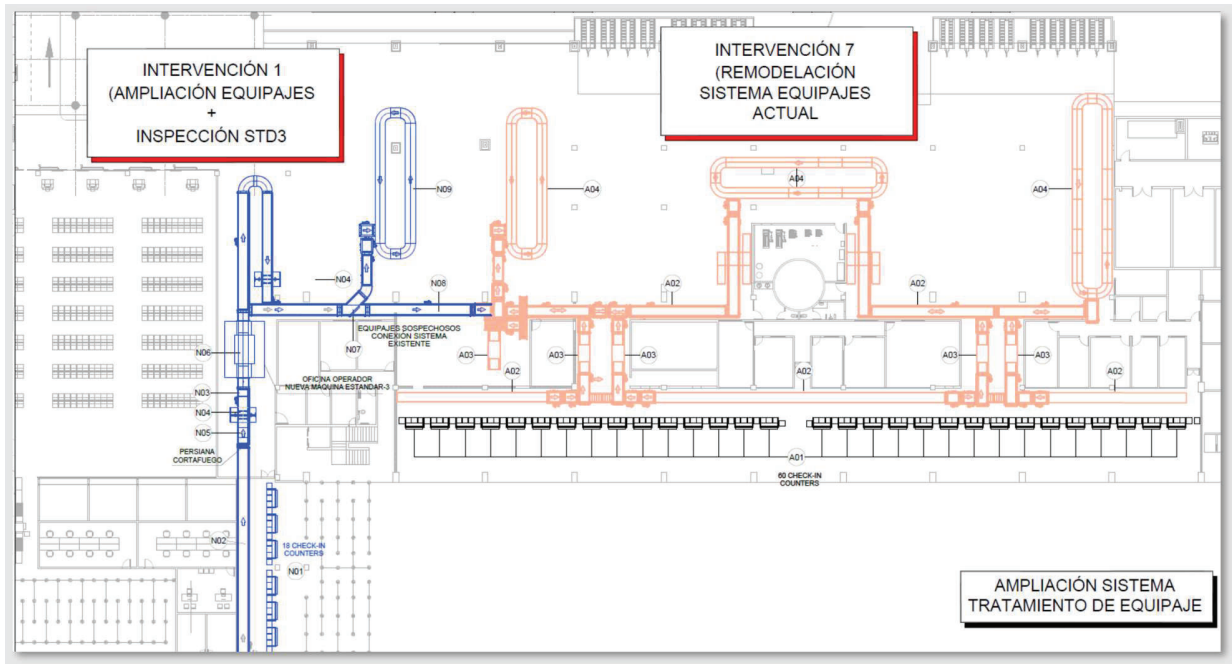 INTERVENCIÓN 1
(AMPLIACIÓN EQUIPAJES
+
INSPECCIÓN STD3
INTERVENCIÓN 7
(REMODELACIÓN
SISTEMA EQUIPAJES
ACTUAL
N09
A04
A04
A04
N04
N08
A02
A02
EQUIPAJES SOSPECHOSOS
CONEXIÓN SISTEMA
EXISTENTE
N07
N06
A03
A03
A03
A03
A03
OFICINA OPERADOR
NUEVA MÁQUINA ESTANDAR-3
A02
A02
A02
N03
N04
N05
PERSIANA
CORTAFUEGO
A01
60 CHECK-IN
COUNTERS
N02
18 CHECK-IN
COUNTERS
N01
AMPLIACIÓN SISTEMA
TRATAMIENTO DE EQUIPAJE